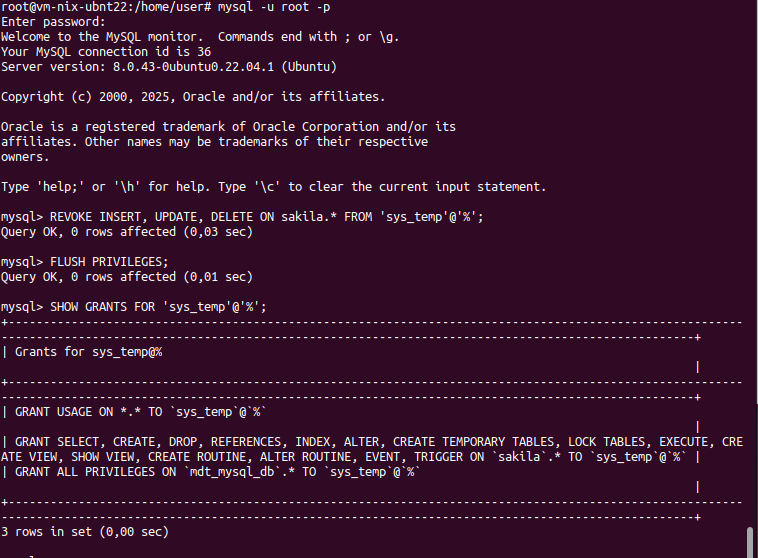 root@vm-nix-ubnt22:/home/user# mysql -u root -p
Enter password:
Welcome to the MySQL monitor.  Commands end with ; or \g.
Your MySQL connection id is 36
Server version: 8.0.43-0ubuntu0.22.04.1 (Ubuntu)

Copyright (c) 2000, 2025, Oracle and/or its affiliates.

Oracle is a registered trademark of Oracle Corporation and/or its
affiliates. Other names may be trademarks of their respective
owners.

Type 'help;' or '\h' for help. Type '\c' to clear the current input statement.

mysql> REVOKE INSERT, UPDATE, DELETE ON sakila.* FROM 'sys_temp'@'%';
Query OK, 0 rows affected (0,03 sec)

mysql> FLUSH PRIVILEGES;
Query OK, 0 rows affected (0,01 sec)

mysql> SHOW GRANTS FOR 'sys_temp'@'%';
+---------------------------------------------------------------------------------------------------------
---------------------------------------------------------------------------------------------------+
| Grants for sys_temp@%
|
+---------------------------------------------------------------------------------------------------------
---------------------------------------------------------------------------------------------------+
| GRANT USAGE ON *.* TO `sys_temp`@`%`
|
| GRANT SELECT, CREATE, DROP, REFERENCES, INDEX, ALTER, CREATE TEMPORARY TABLES, LOCK TABLES, EXECUTE, CRE
ATE VIEW, SHOW VIEW, CREATE ROUTINE, ALTER ROUTINE, EVENT, TRIGGER ON `sakila`.* TO `sys_temp`@`%` |
| GRANT ALL PRIVILEGES ON `mdt_mysql_db`.* TO `sys_temp`@`%`
|
+---------------------------------------------------------------------------------------------------------
---------------------------------------------------------------------------------------------------+
3 rows in set (0,00 sec)